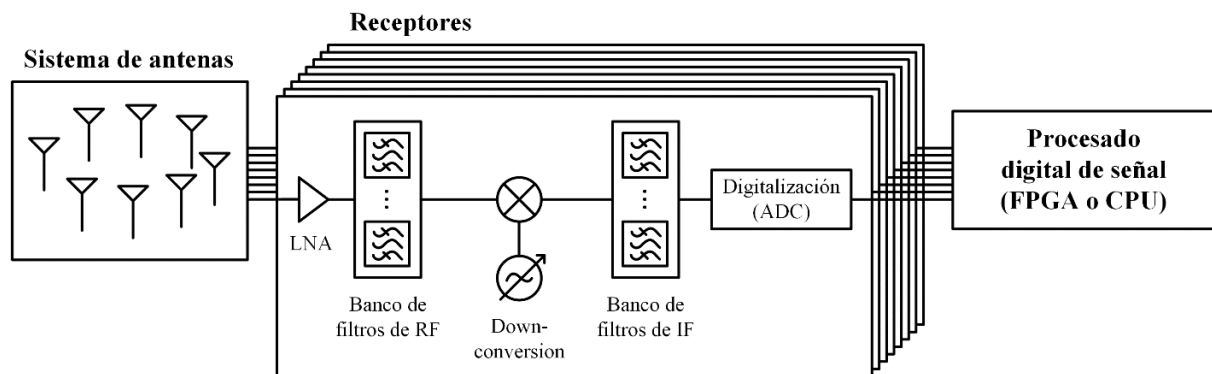 Receptores
Sistema de antenas
LNA
Banco de
filtros de RF
Down-
conversion
Banco de
filtros de IF
Digitalización
(ADC)
Procesado
digital de señal
(FPGA o CPU)